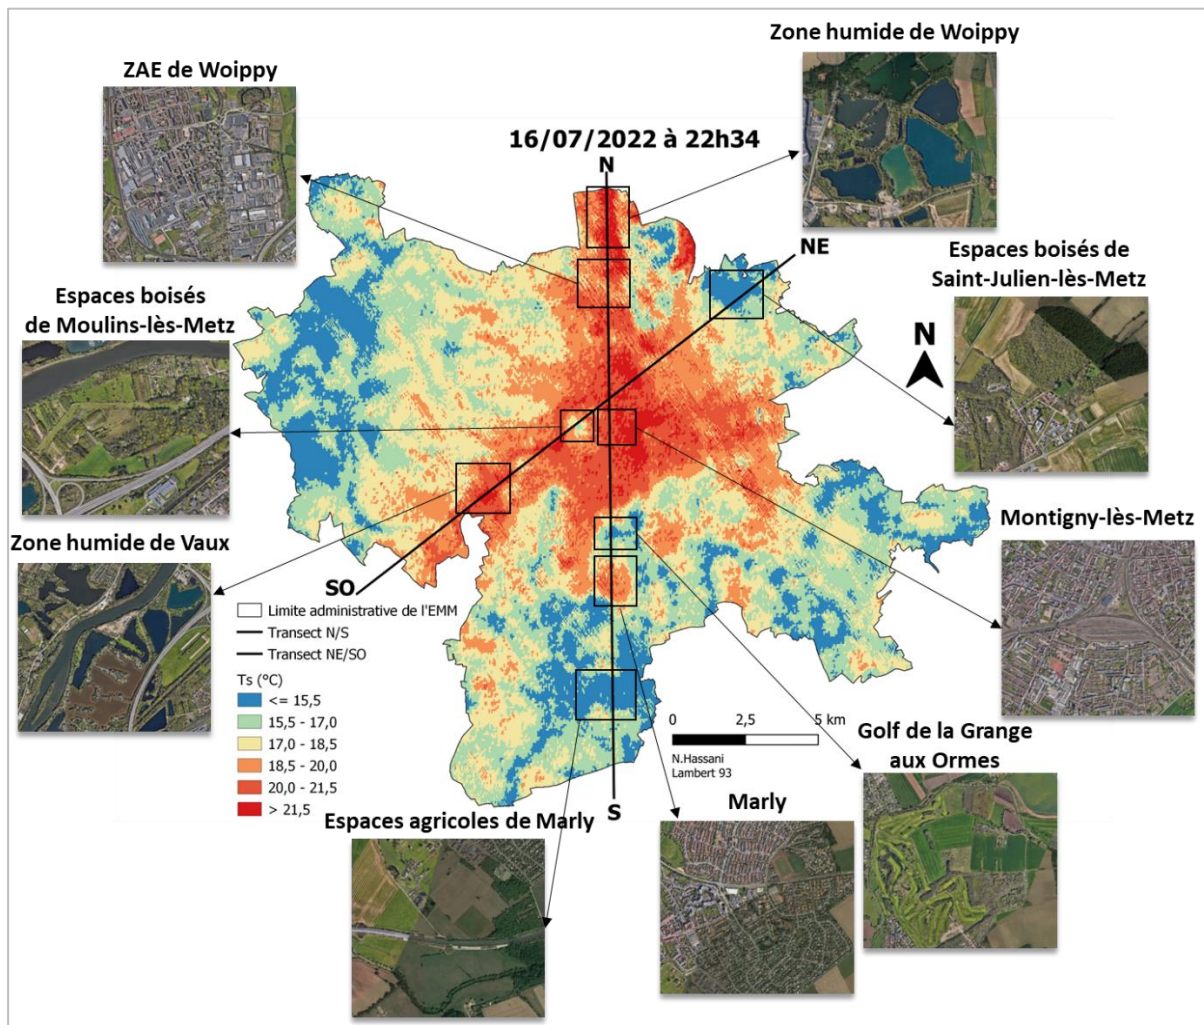 Zone humide de Woippy
ZAE de Woippy
16/07/2022 à 22h34
N
NE
Espaces boisés de
Saint-Julien-lès-Metz
Espaces boisés
de Moulins-lès-Metz
N
Montigny-lès-Metz
Zone humide de Vaux
SO
Limite administrative de l'EMM
Transect N/S
Transect NE/SO
Ts (°C)
<= 15,5
15,5 - 17,0
17,0 - 18,5
18,5 - 20,0
20,0 - 21,5
> 21,5
0 2,5 5 km
N.Hassani
Lambert 93
Golf de la Grange
aux Ormes
S
Marly
Espaces agricoles de Marly